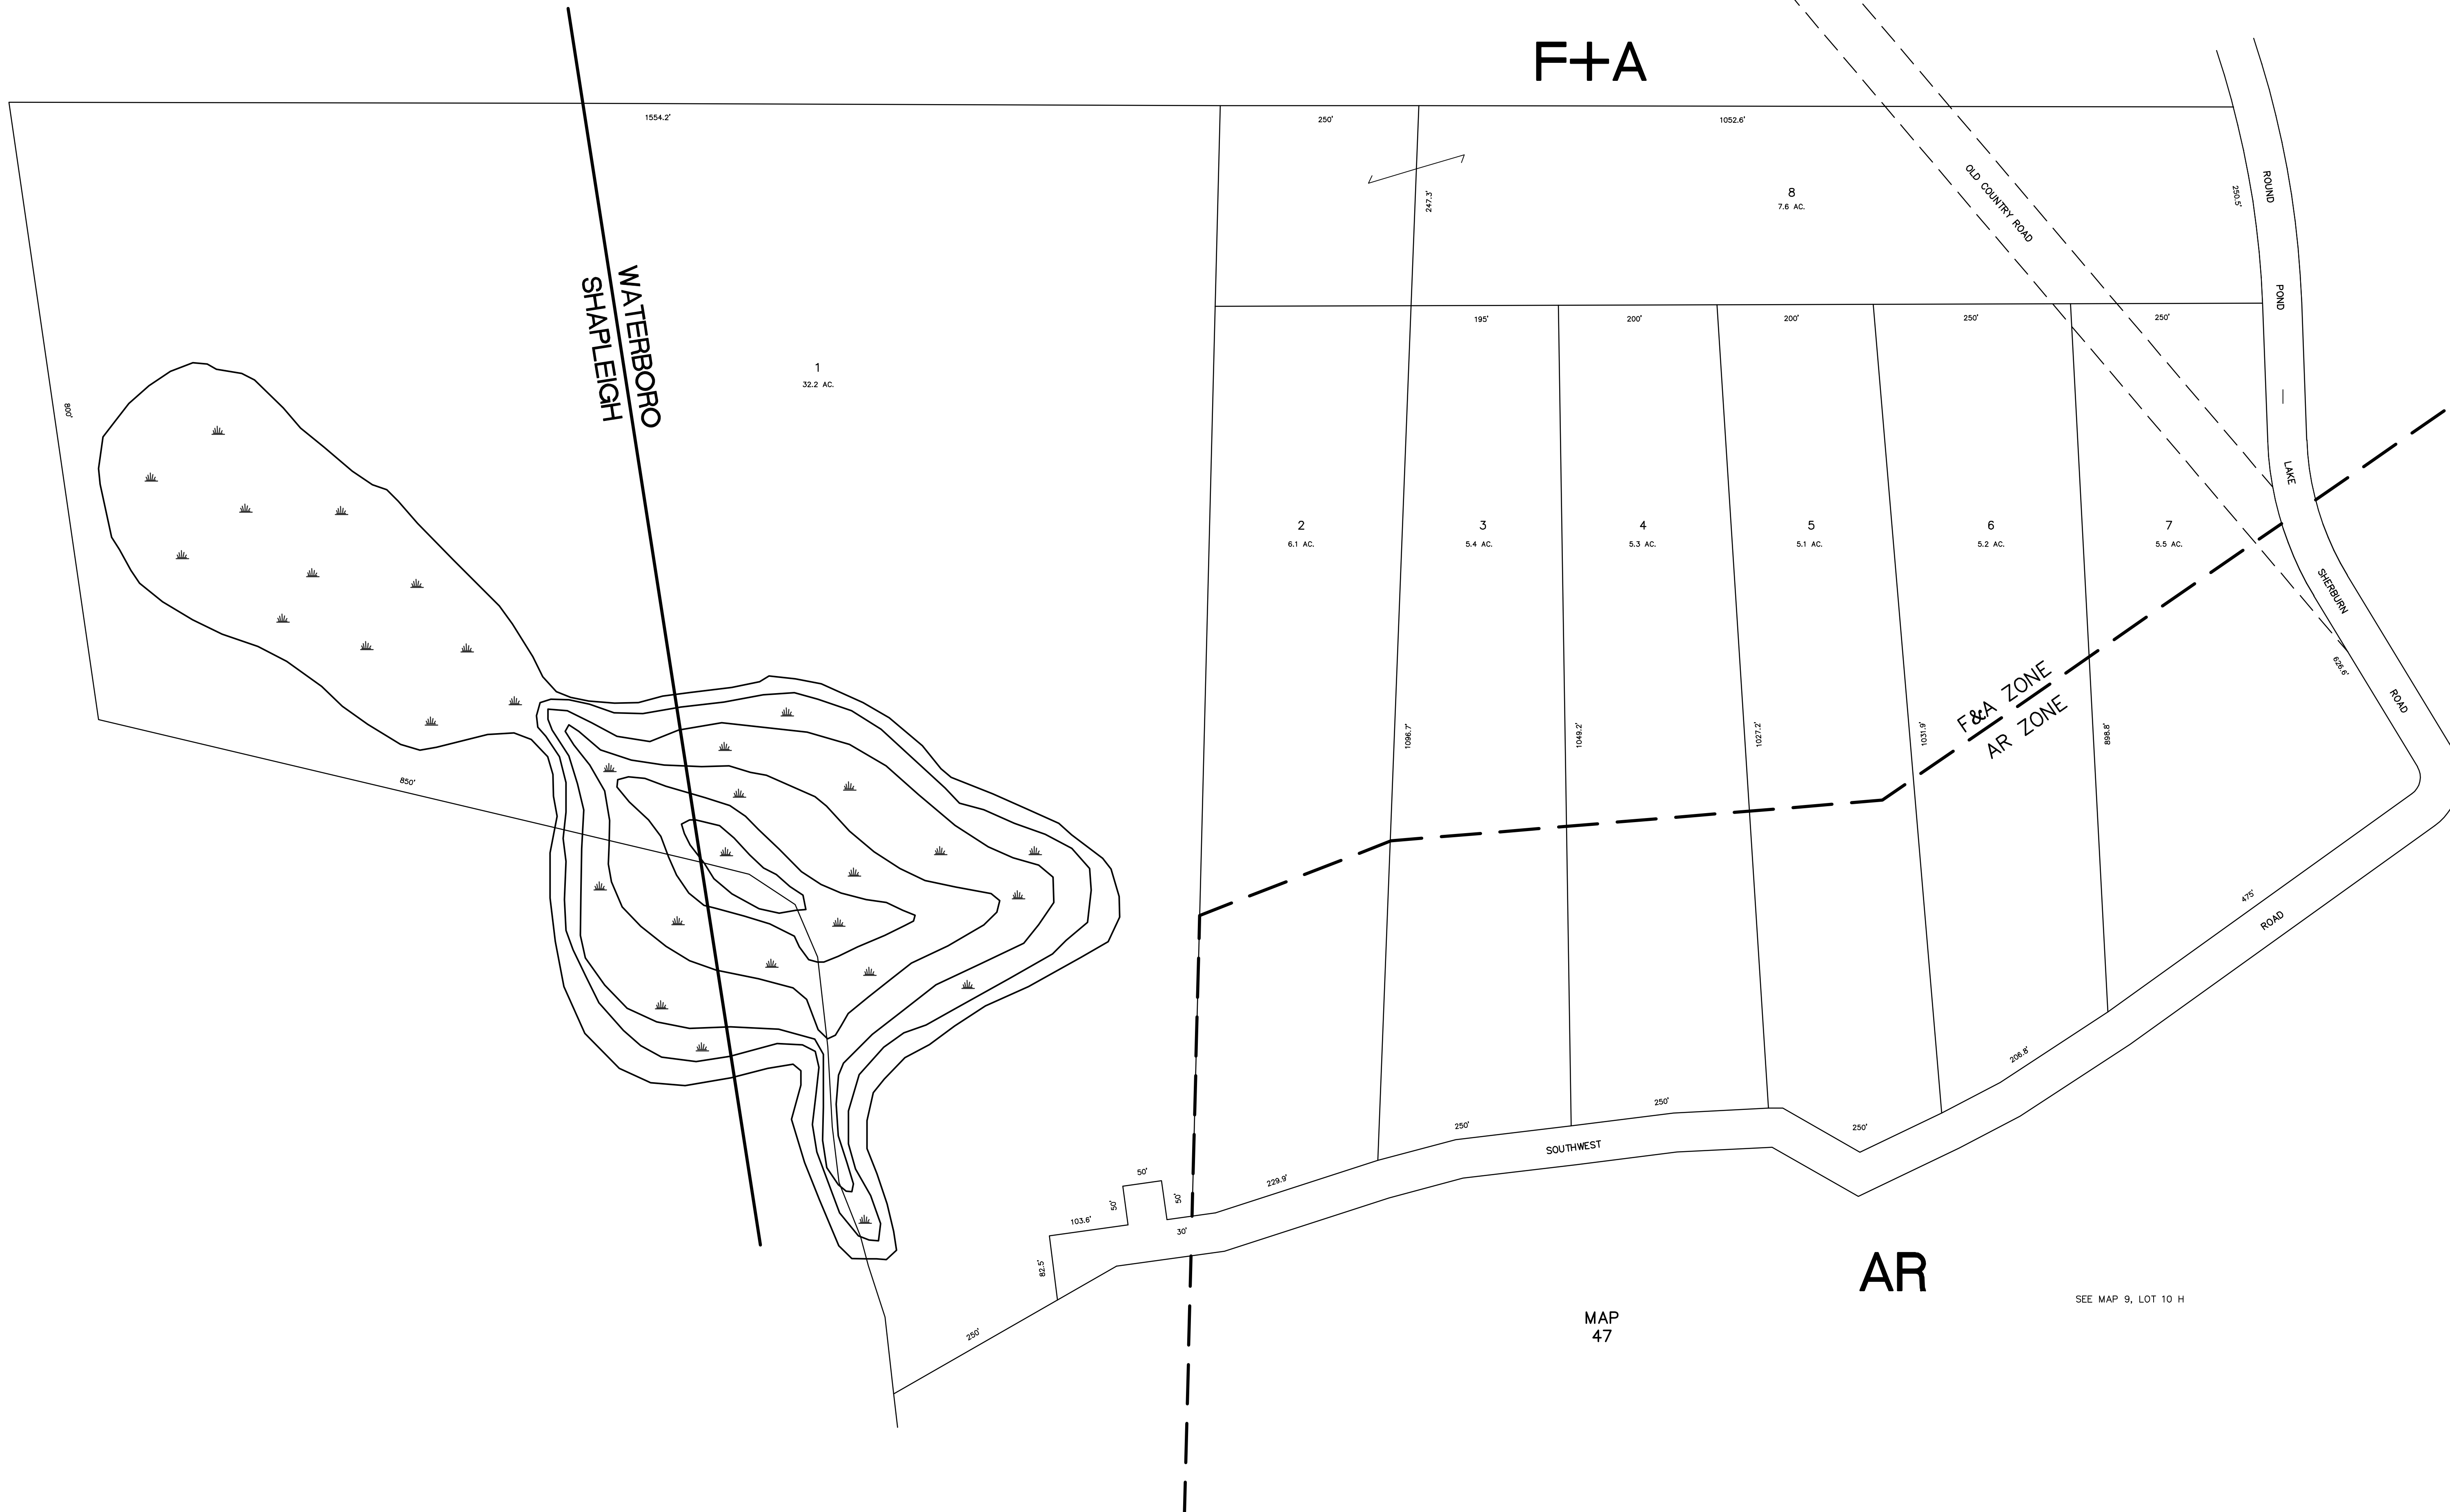 F+A
1554.2'
250'
1052.6'
OLD COUNTRY ROAD
ROUND
POND
—
LAKE
SHERBURN
ROAD
247.3'
8
7.6 AC.
250.5'
WATERBORO
SHAPLEIGH
1
32.2 AC.
195'
200'
200'
250'
250'
800'
2
6.1 AC.
3
5.4 AC.
4
5.3 AC.
5
5.1 AC.
6
5.2 AC.
7
5.5 AC.
626.6'
1096.7'
1049.2'
1027.2'
1031.9'
898.8'
F&A ZONE
AR ZONE
850'
475'
ROAD
206.8'
250'
250'
250'
SOUTHWEST
229.9'
50'
50'
50'
103.6'
30'
82.5'
250'
AR
SEE MAP 9, LOT 10 H
MAP
47